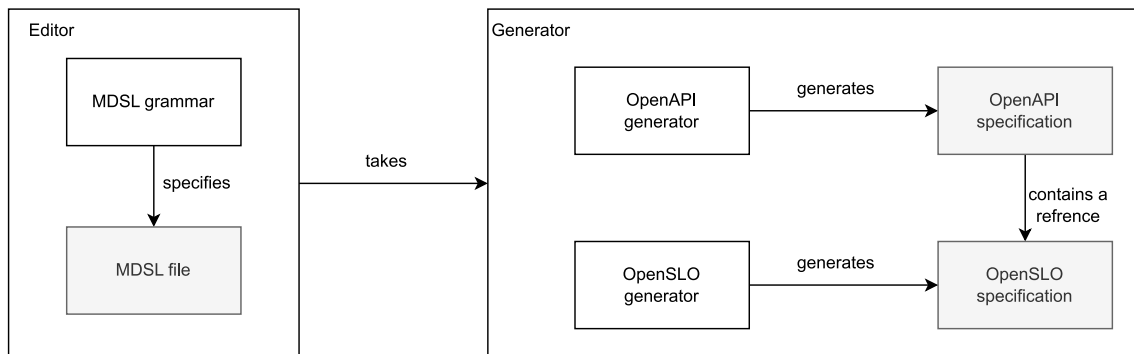 Editor
MDSL grammar
specifies
MDSL file
takes
Generator
OpenAPI
generator
generates
OpenAPI
specification
contains a
refrence
OpenSLO
generator
generates
OpenSLO
specification